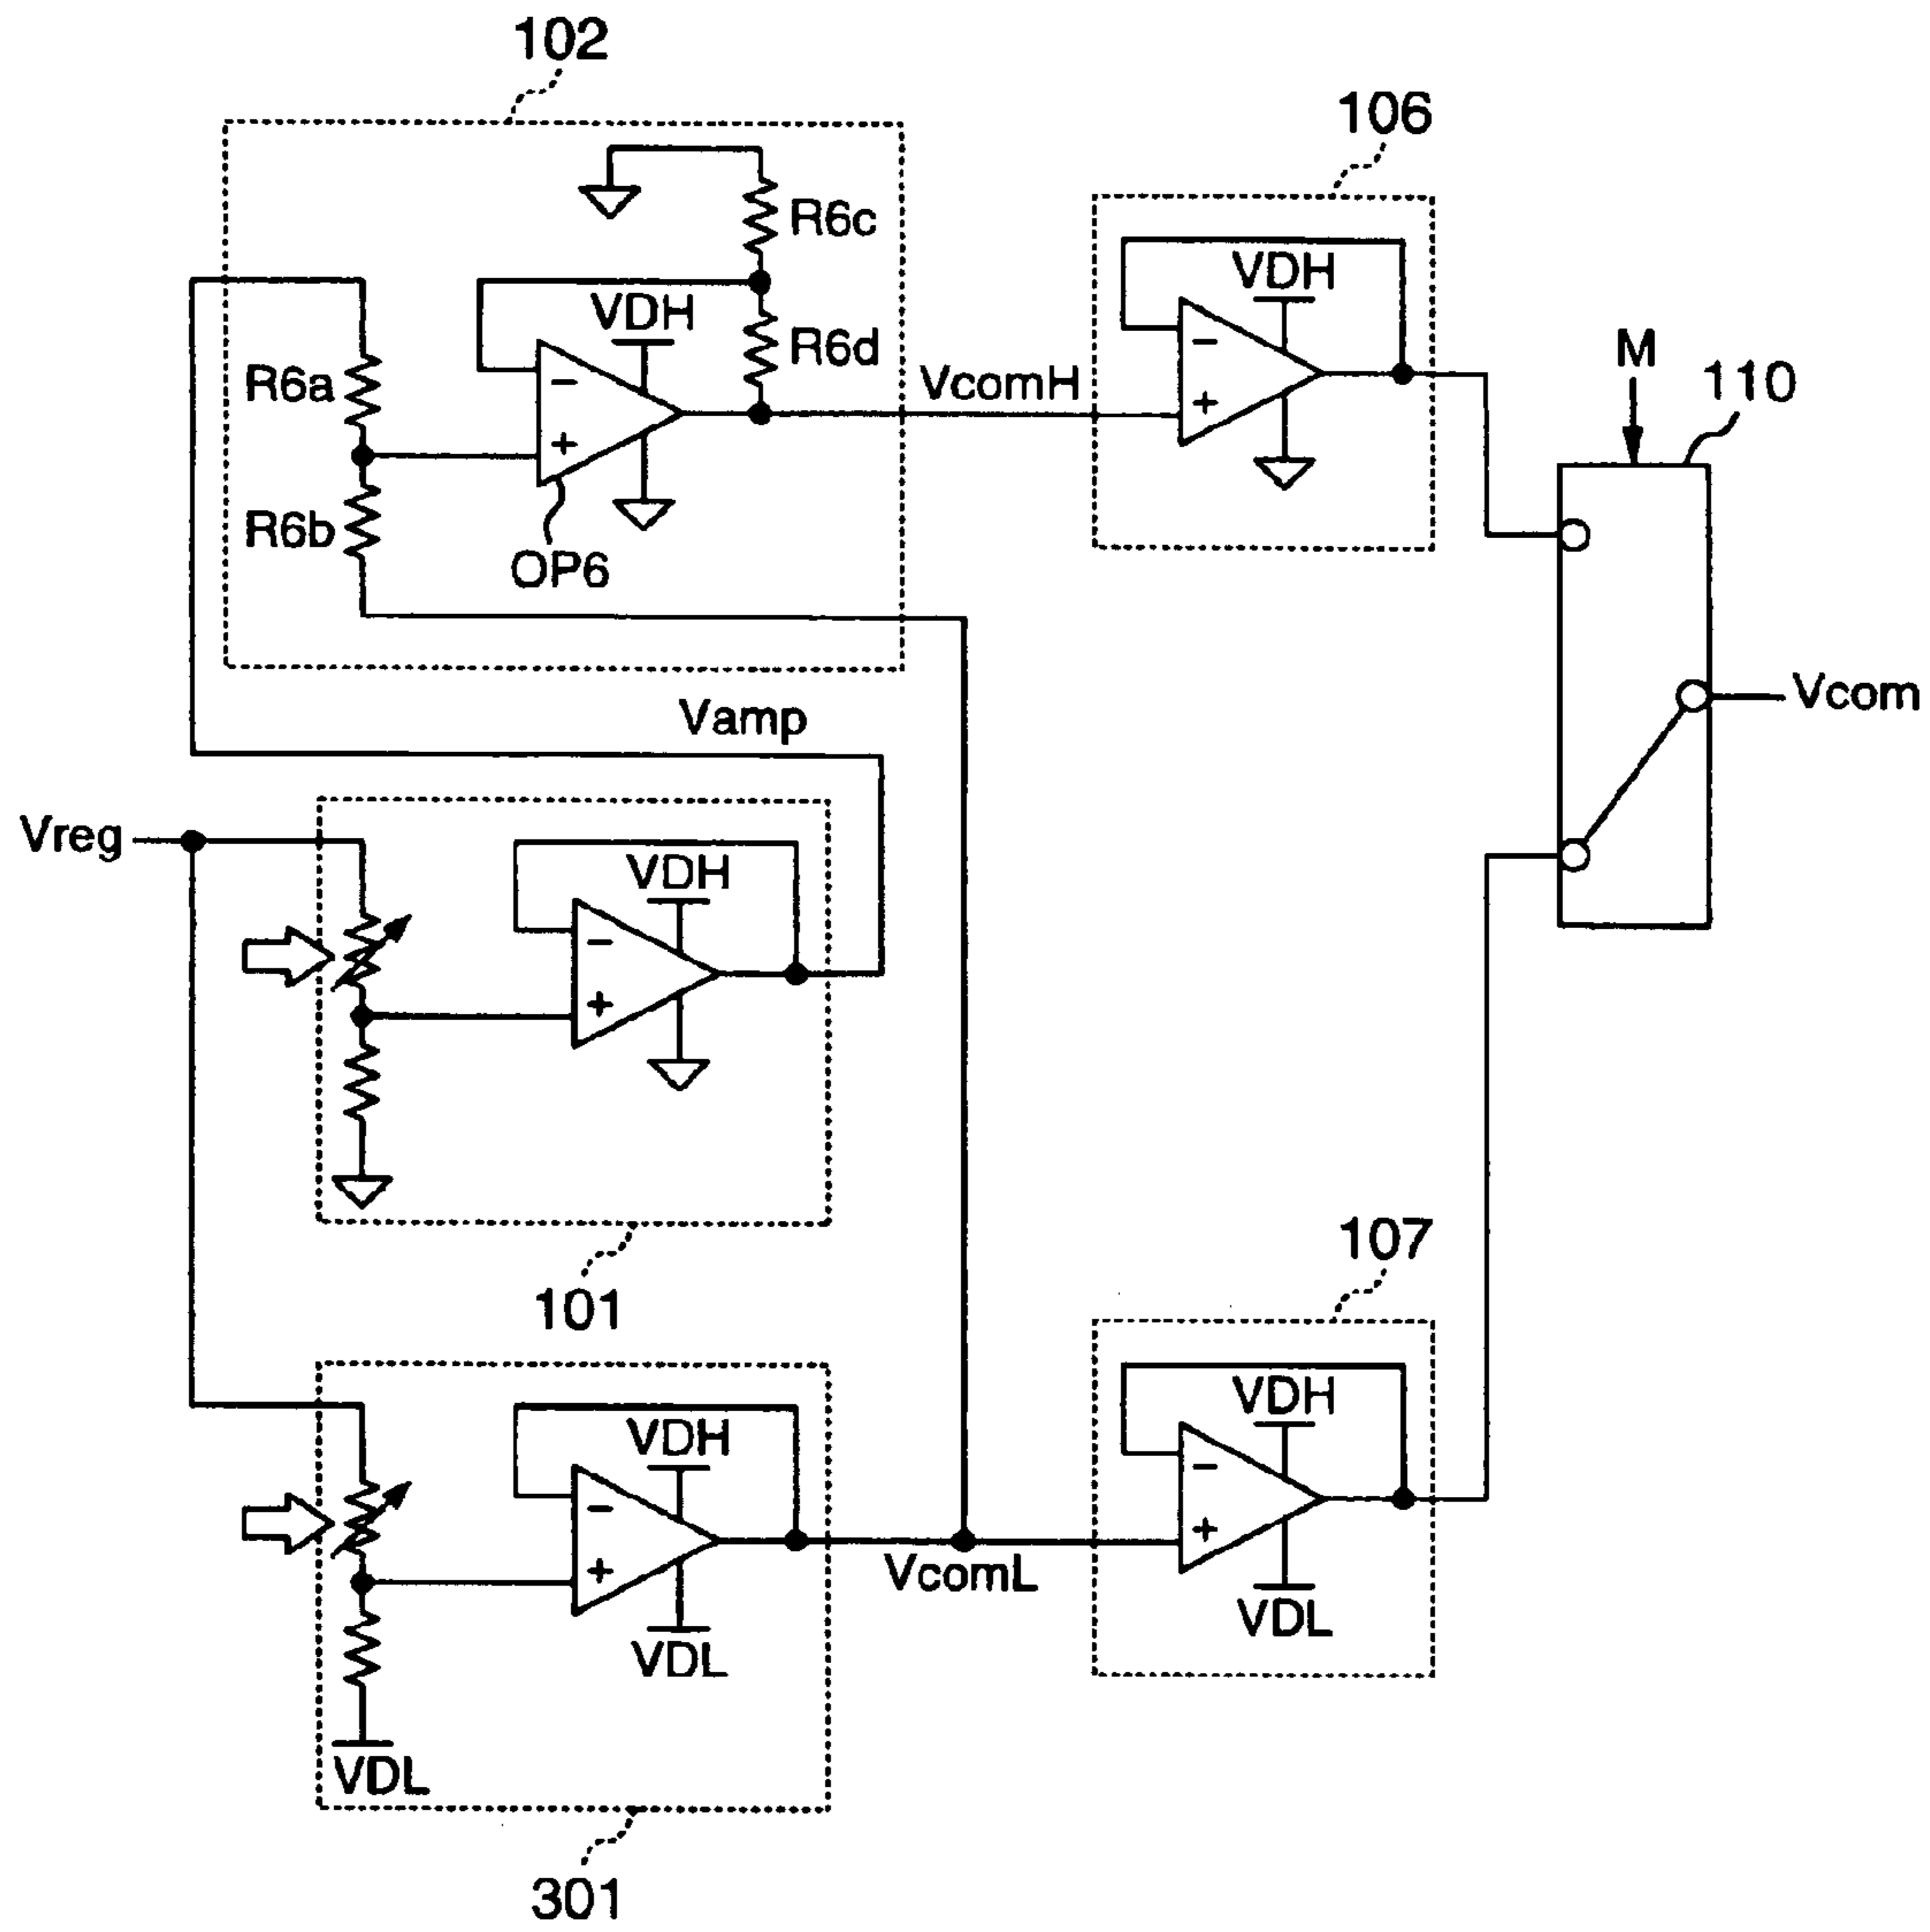 102
106
R6c
VDH
R6d
VDH
−
+
R6a
VcomH
−
+
M
110
R6b
OP6
Vamp
Vcom
Vreg
VDH
−
+
101
107
VDH
−
+
VcomL
VDL
VDH
−
+
VDL
VDL
301